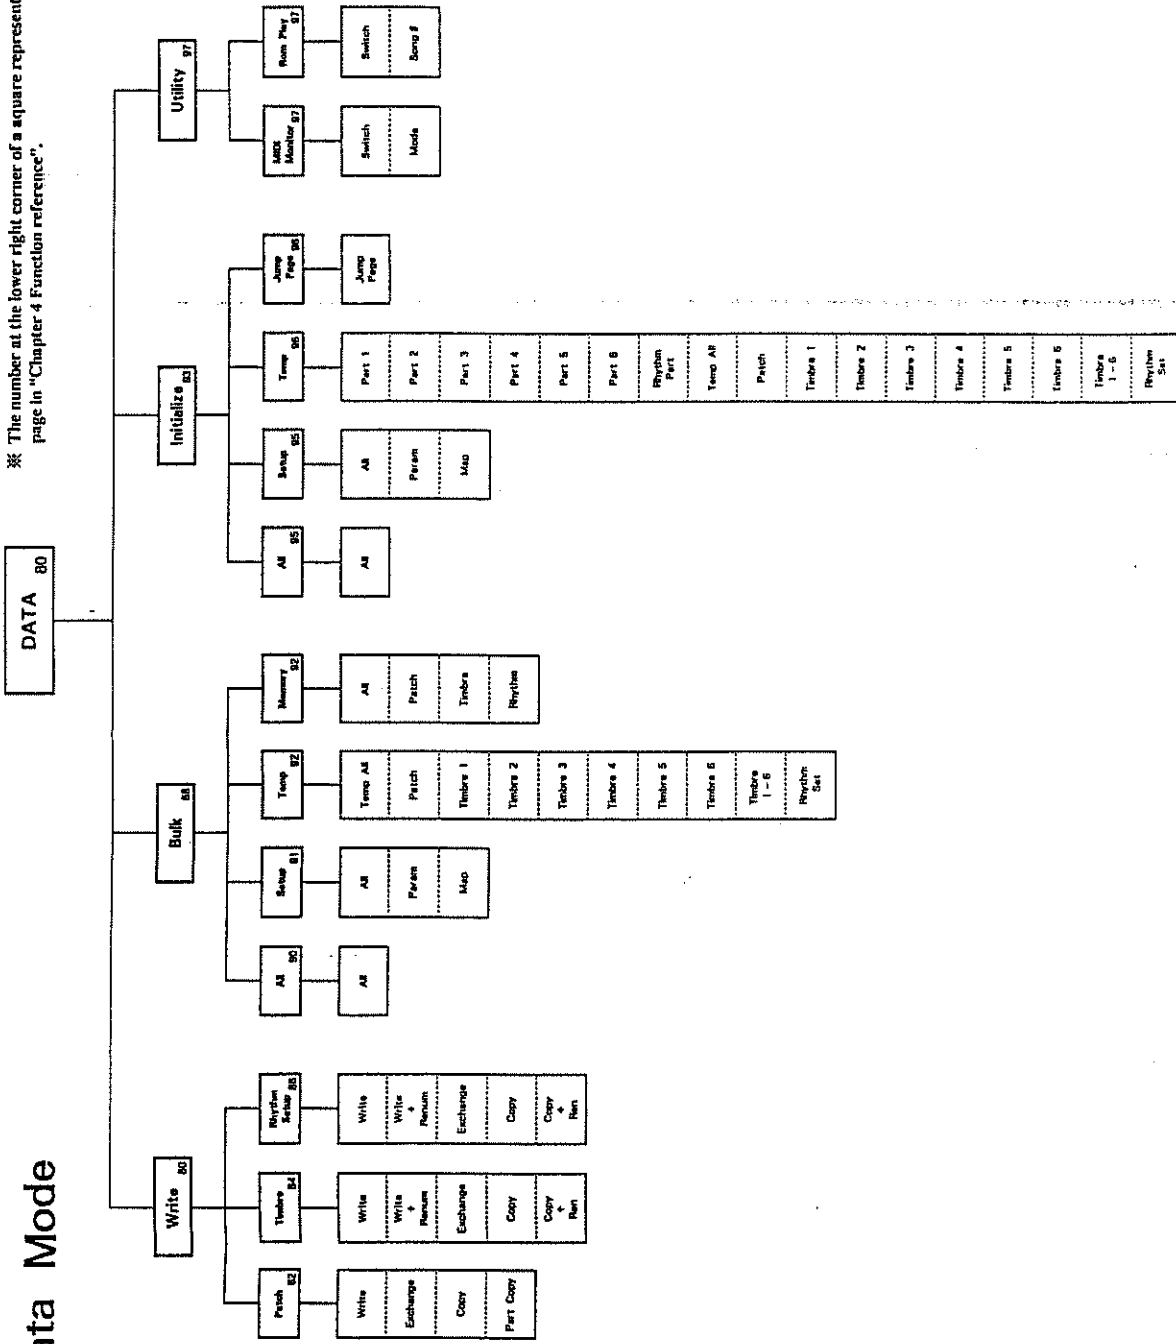 ata Mode
※ The number at the lower right corner of a square represent
page in "Chapter 4 Function reference".
DATA 80
Write 80
Patch 82
Write
Exchange
Copy
Part Copy
Timbre 84
Write
Write
+
Renum
Exchange
Copy
Copy
+
Ren
Rhythm
Setup 88
Write
Write
+
Renum
Exchange
Copy
Copy
+
Ren
Bulk 88
All 90
All
Setup 91
All
Param
Map
Temp 92
Temp All
Patch
Timbre 1
Timbre 2
Timbre 3
Timbre 4
Timbre 5
Timbre 6
Timbre
1 - 6
Rhythm
Set
Memory 92
All
Patch
Timbre
Rhythm
Initialize 93
All 95
All
Setup 95
All
Param
Map
Temp 96
Part 1
Part 2
Part 3
Part 4
Part 5
Part 6
Rhythm
Part
Temp All
Patch
Timbre 1
Timbre 2
Timbre 3
Timbre 4
Timbre 5
Timbre 6
Timbre
1 - 6
Rhythm
Set
Jump
Page 96
Jump
Page
Utility 97
MIDI
Monitor 97
Switch
Mode
Rom Play 97
Switch
Song #